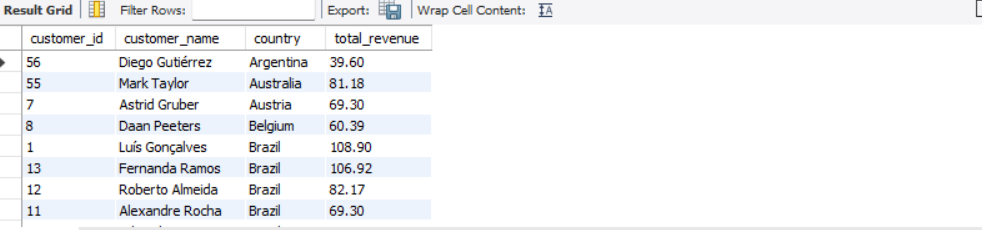 Result Grid Filter Rows: Export: Wrap Cell Content: IA
customer_id customer_name country total_revenue
56 Diego Gutiérrez Argentina 39.60
55 Mark Taylor Australia 81.18
7 Astrid Gruber Austria 69.30
8 Daan Peeters Belgium 60.39
1 Luís Gonçalves Brazil 108.90
13 Fernanda Ramos Brazil 106.92
12 Roberto Almeida Brazil 82.17
11 Alexandre Rocha Brazil 69.30